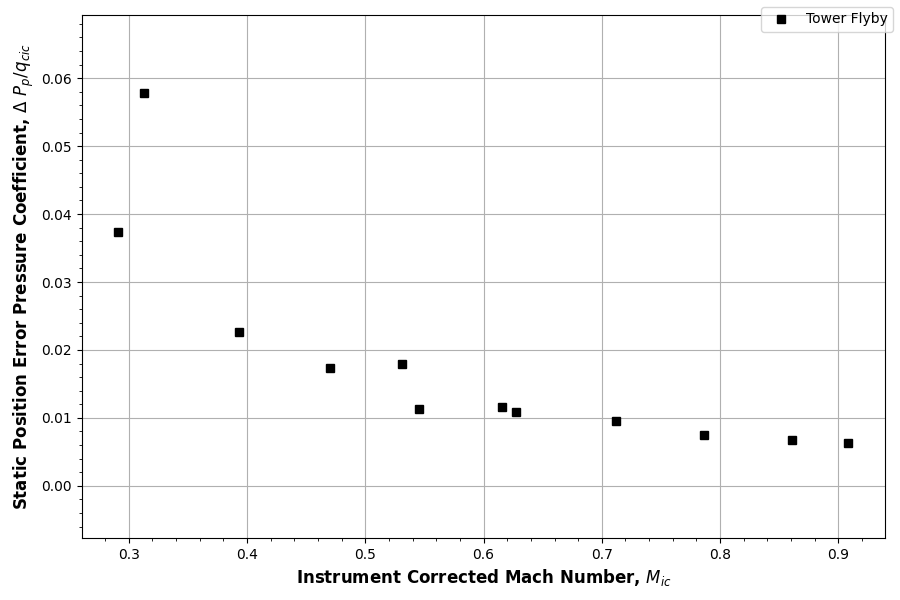 Tower Flyby
Static Position Error Pressure Coefficient, Δ P_p/q_cic
0.06
0.05
0.04
0.03
0.02
0.01
0.00
0.3 0.4 0.5 0.6 0.7 0.8 0.9
Instrument Corrected Mach Number, M_ic